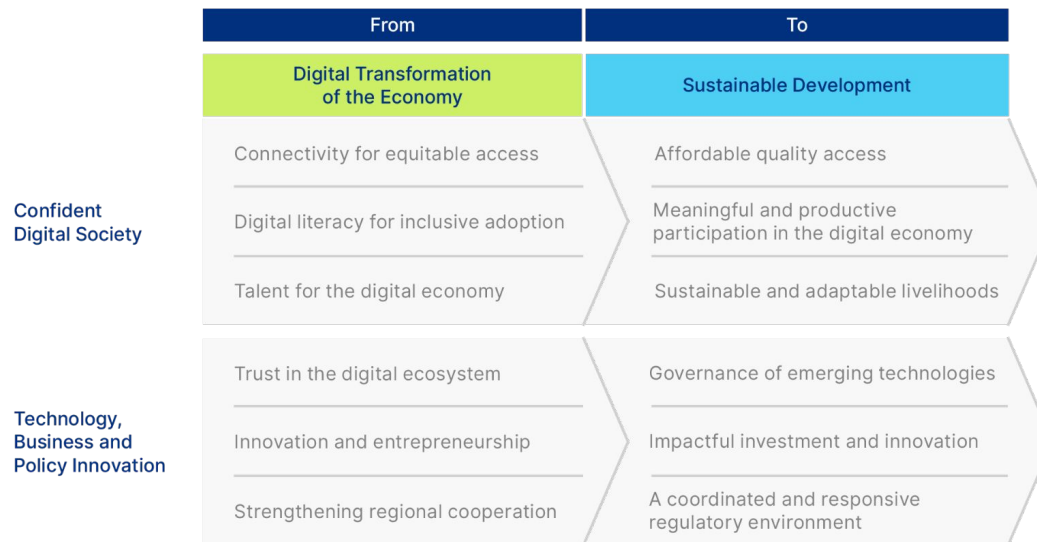 From
To
Digital Transformation
of the Economy
Sustainable Development
Confident
Digital Society
Connectivity for equitable access
Affordable quality access
Digital literacy for inclusive adoption
Meaningful and productive
participation in the digital economy
Talent for the digital economy
Sustainable and adaptable livelihoods
Technology,
Business and
Policy Innovation
Trust in the digital ecosystem
Governance of emerging technologies
Innovation and entrepreneurship
Impactful investment and innovation
Strengthening regional cooperation
A coordinated and responsive
regulatory environment